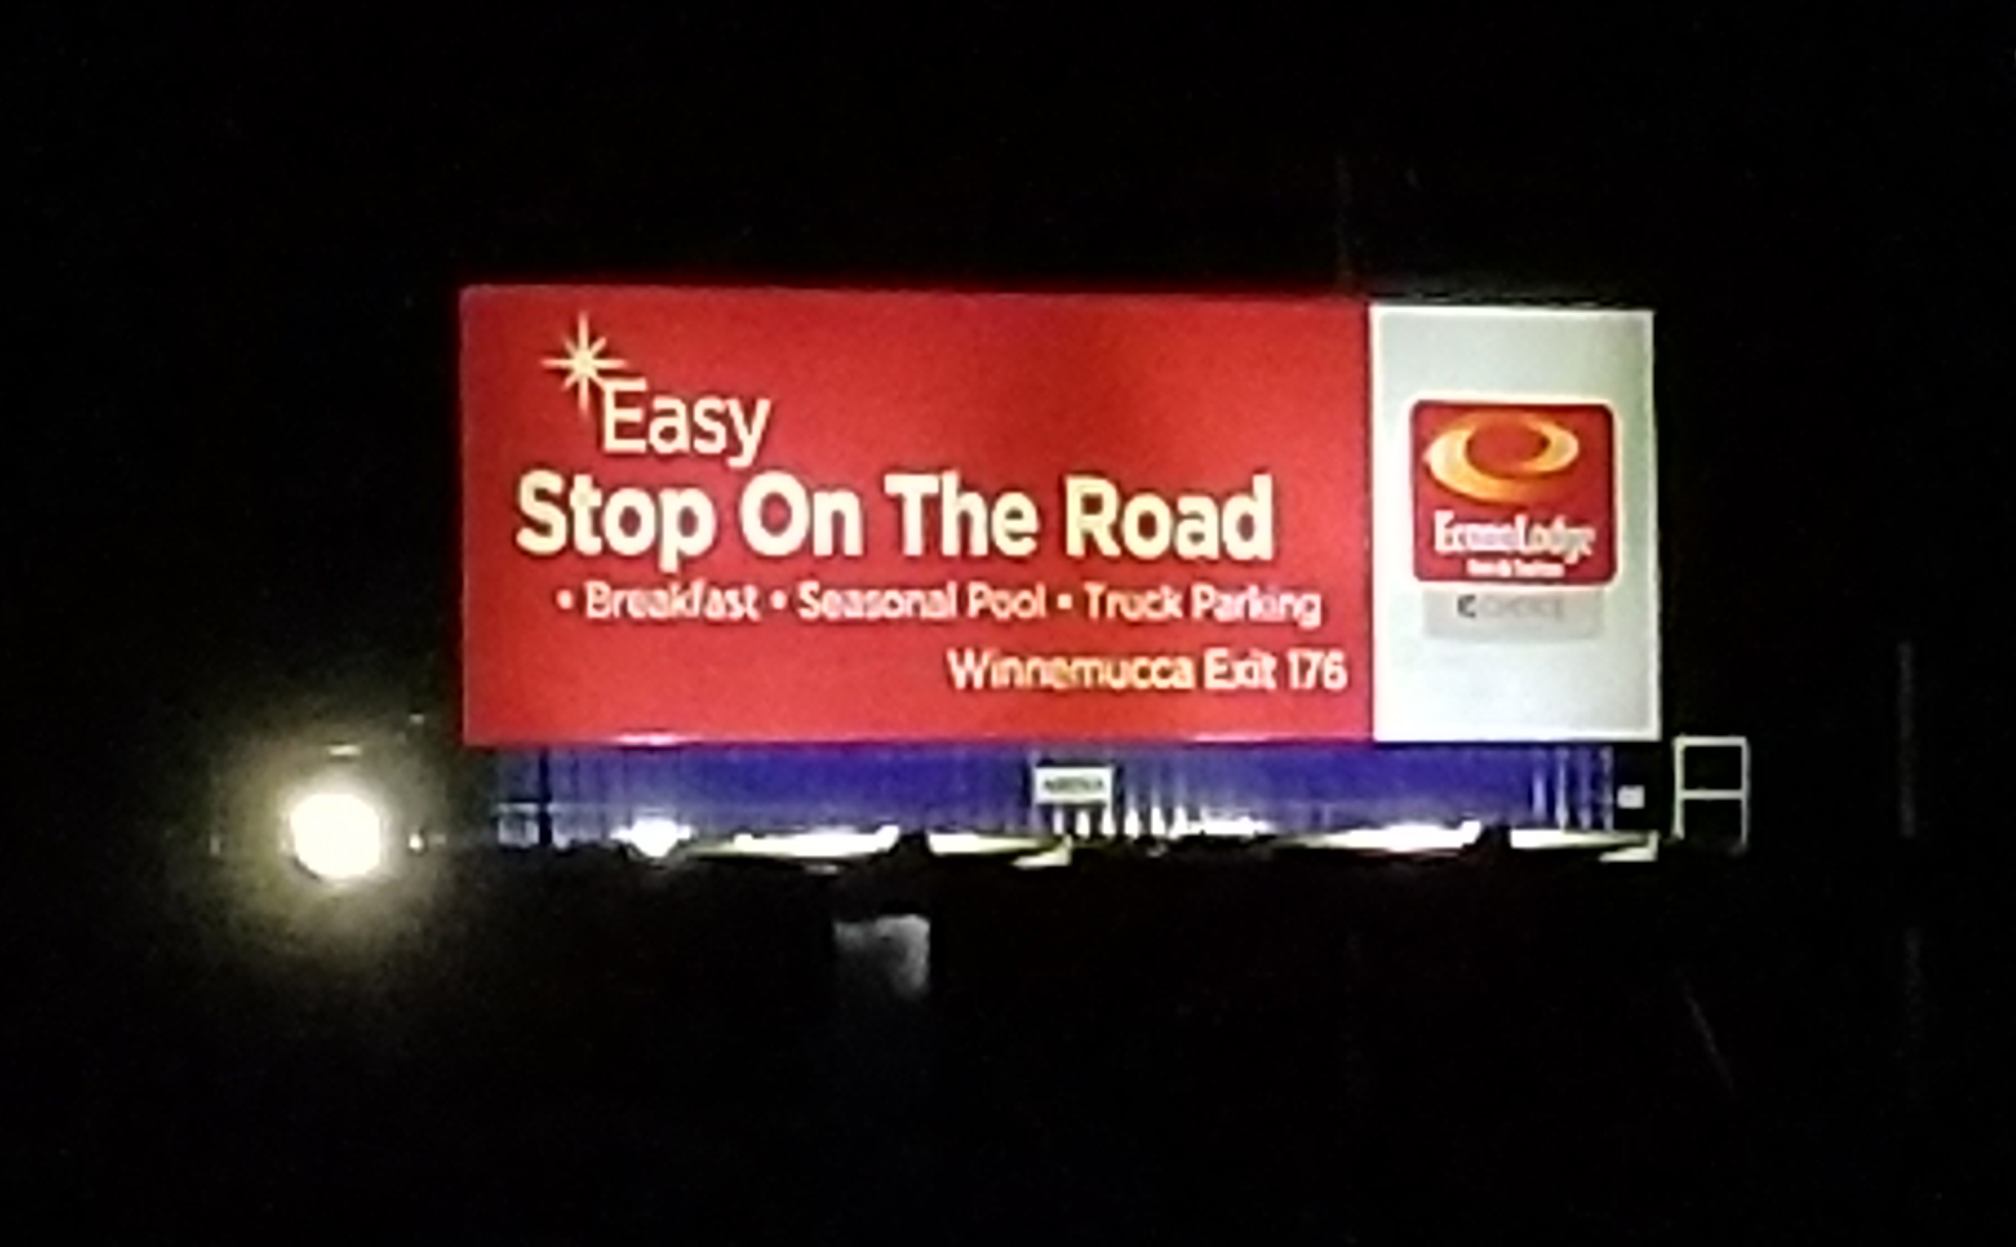 Easy
Stop On The Road
• Breakfast • Seasonal Pool • Truck Parking
Winnemucca Exit 176
EconoLodge